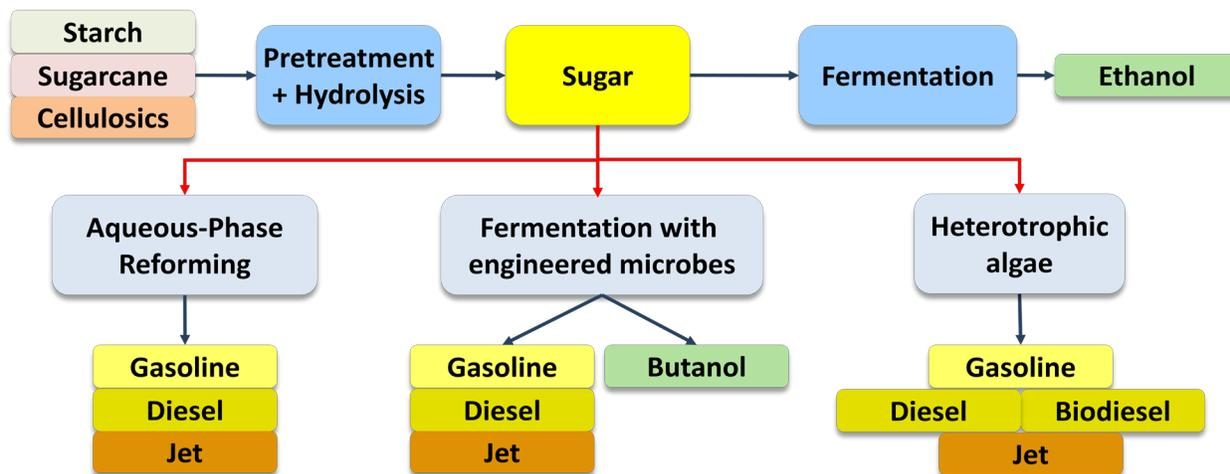 Starch
Sugarcane
Cellulosics
Pretreatment
+ Hydrolysis
Sugar
Fermentation
Ethanol
Aqueous-Phase
Reforming
Fermentation with
engineered microbes
Heterotrophic
algae
Gasoline
Diesel
Jet
Gasoline
Diesel
Jet
Butanol
Gasoline
Diesel
Biodiesel
Jet